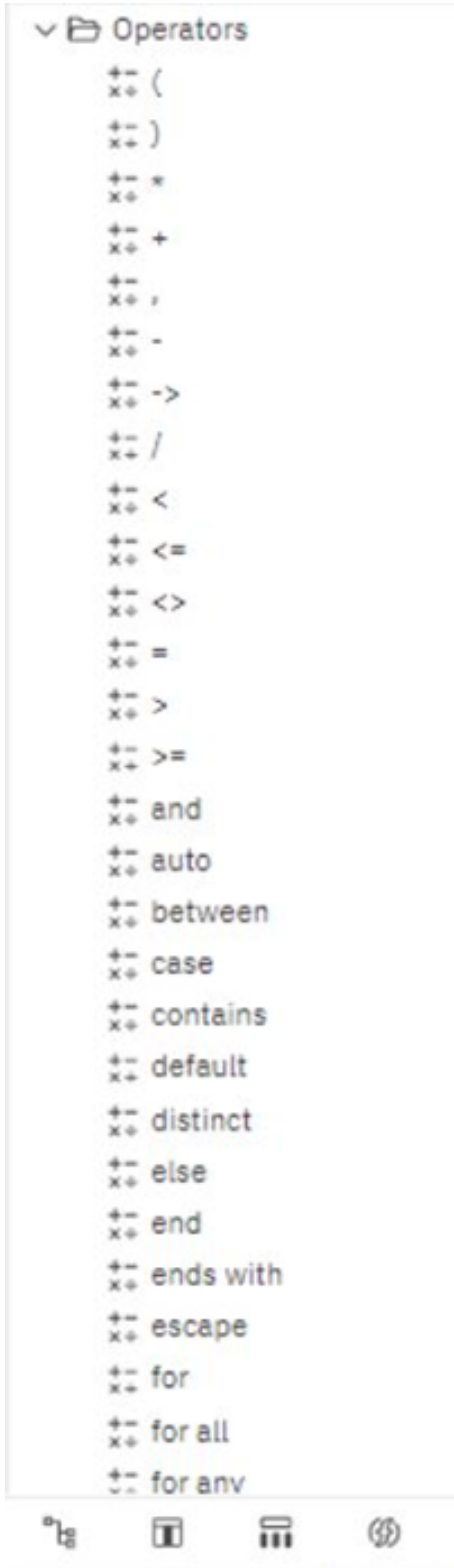 Operators
(
)
*
+
,
-
->
/
<
<=
<>
=
>
>=
and
auto
between
case
contains
default
distinct
else
end
ends with
escape
for
for all
for any